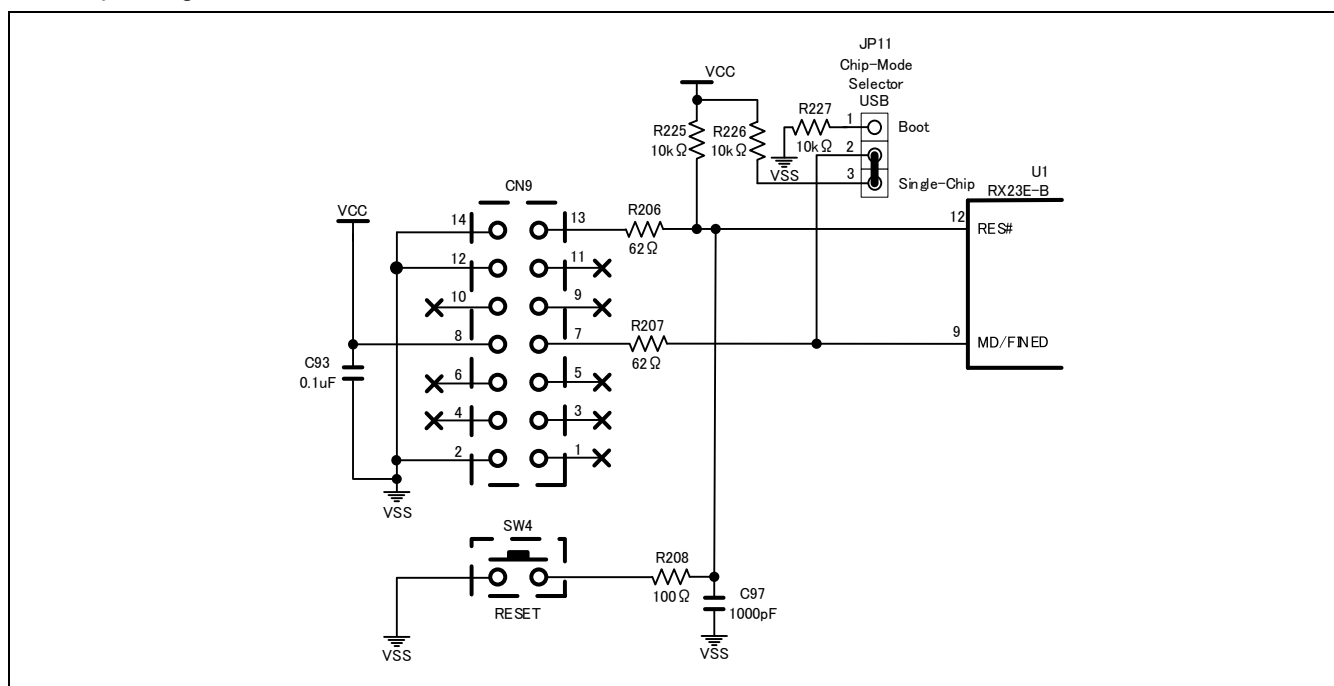 JP11
Chip-Mode
Selector
USB
VCC
R227
10kΩ
VSS
1
Boot
2
3
Single-Chip
R225
10kΩ
R226
10kΩ
U1
RX23E-B
12
RES#
9
MD/FINED
CN9
VCC
14
13
R206
62Ω
12
11
10
9
8
7
R207
62Ω
C93
0.1uF
6
5
4
3
2
1
VSS
SW4
RESET
R208
100Ω
C97
1000pF
VSS
VSS